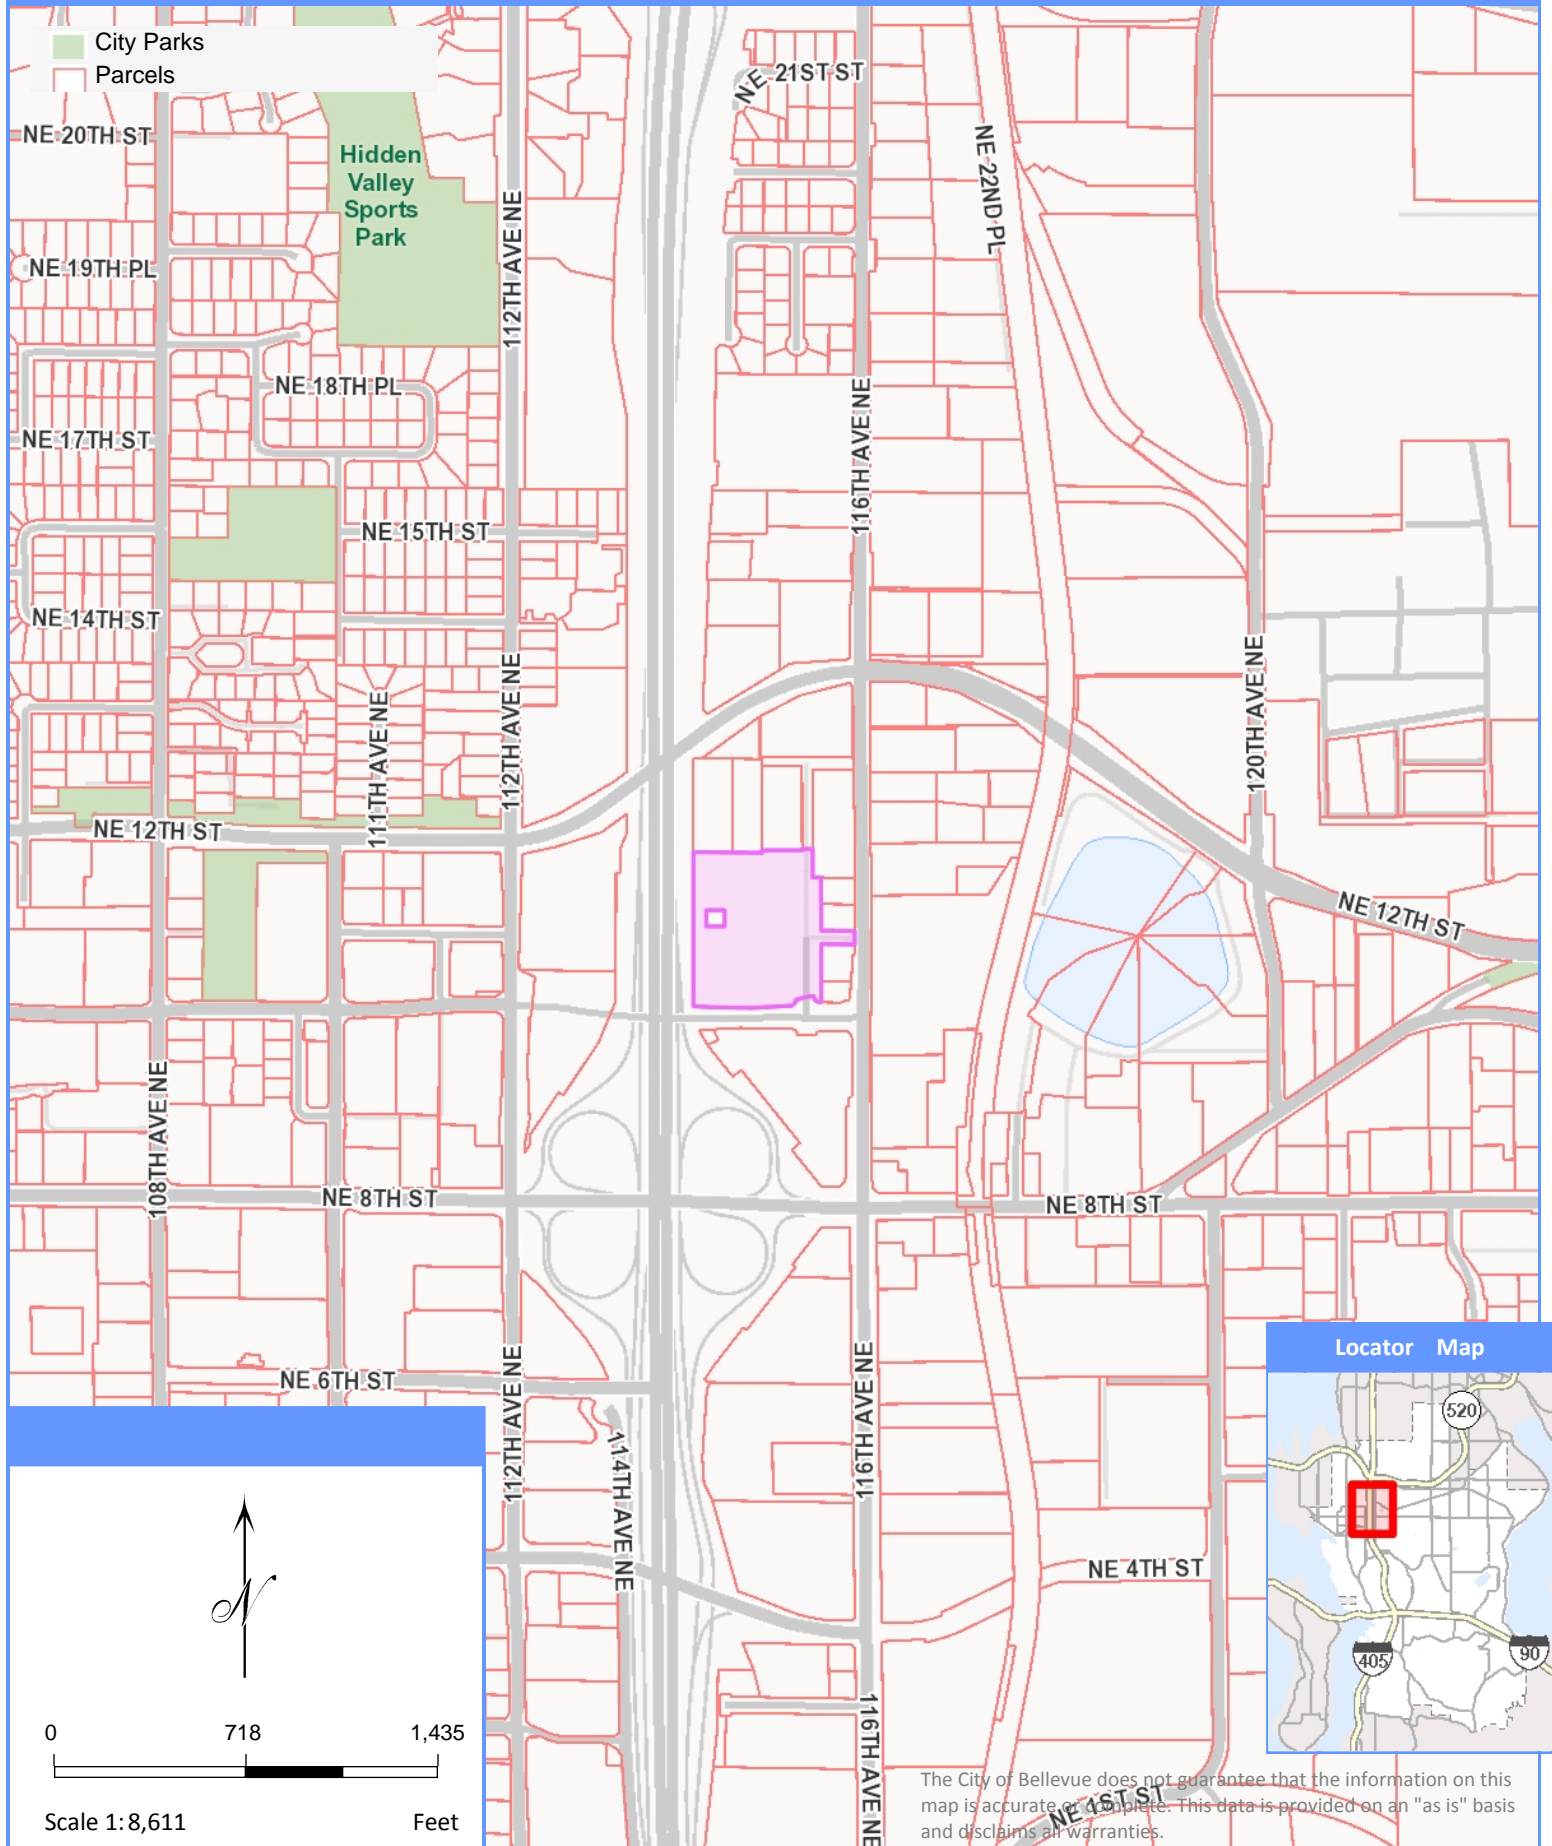 City Parks
Parcels
NE 21ST ST
NE 20TH ST
Hidden
Valley
Sports
Park
NE 22ND PL
112TH AVE NE
NE 19TH PL
NE 18TH PL
116TH AVE NE
NE 17TH ST
NE 15TH ST
NE 14TH ST
111TH AVE NE
112TH AVE NE
120TH AVE NE
NE 12TH ST
NE 12TH ST
108TH AVE NE
NE 8TH ST
NE 8TH ST
NE 6TH ST
112TH AVE NE
116TH AVE NE
114TH AVE NE
NE 4TH ST
116TH AVE NE
NE 1ST ST
Locator Map
520
405
90
N
0 718 1,435
Scale 1: 8,611 Feet
The City of Bellevue does not guarantee that the information on this
map is accurate or complete. This data is provided on an "as is" basis
and disclaims all warranties.